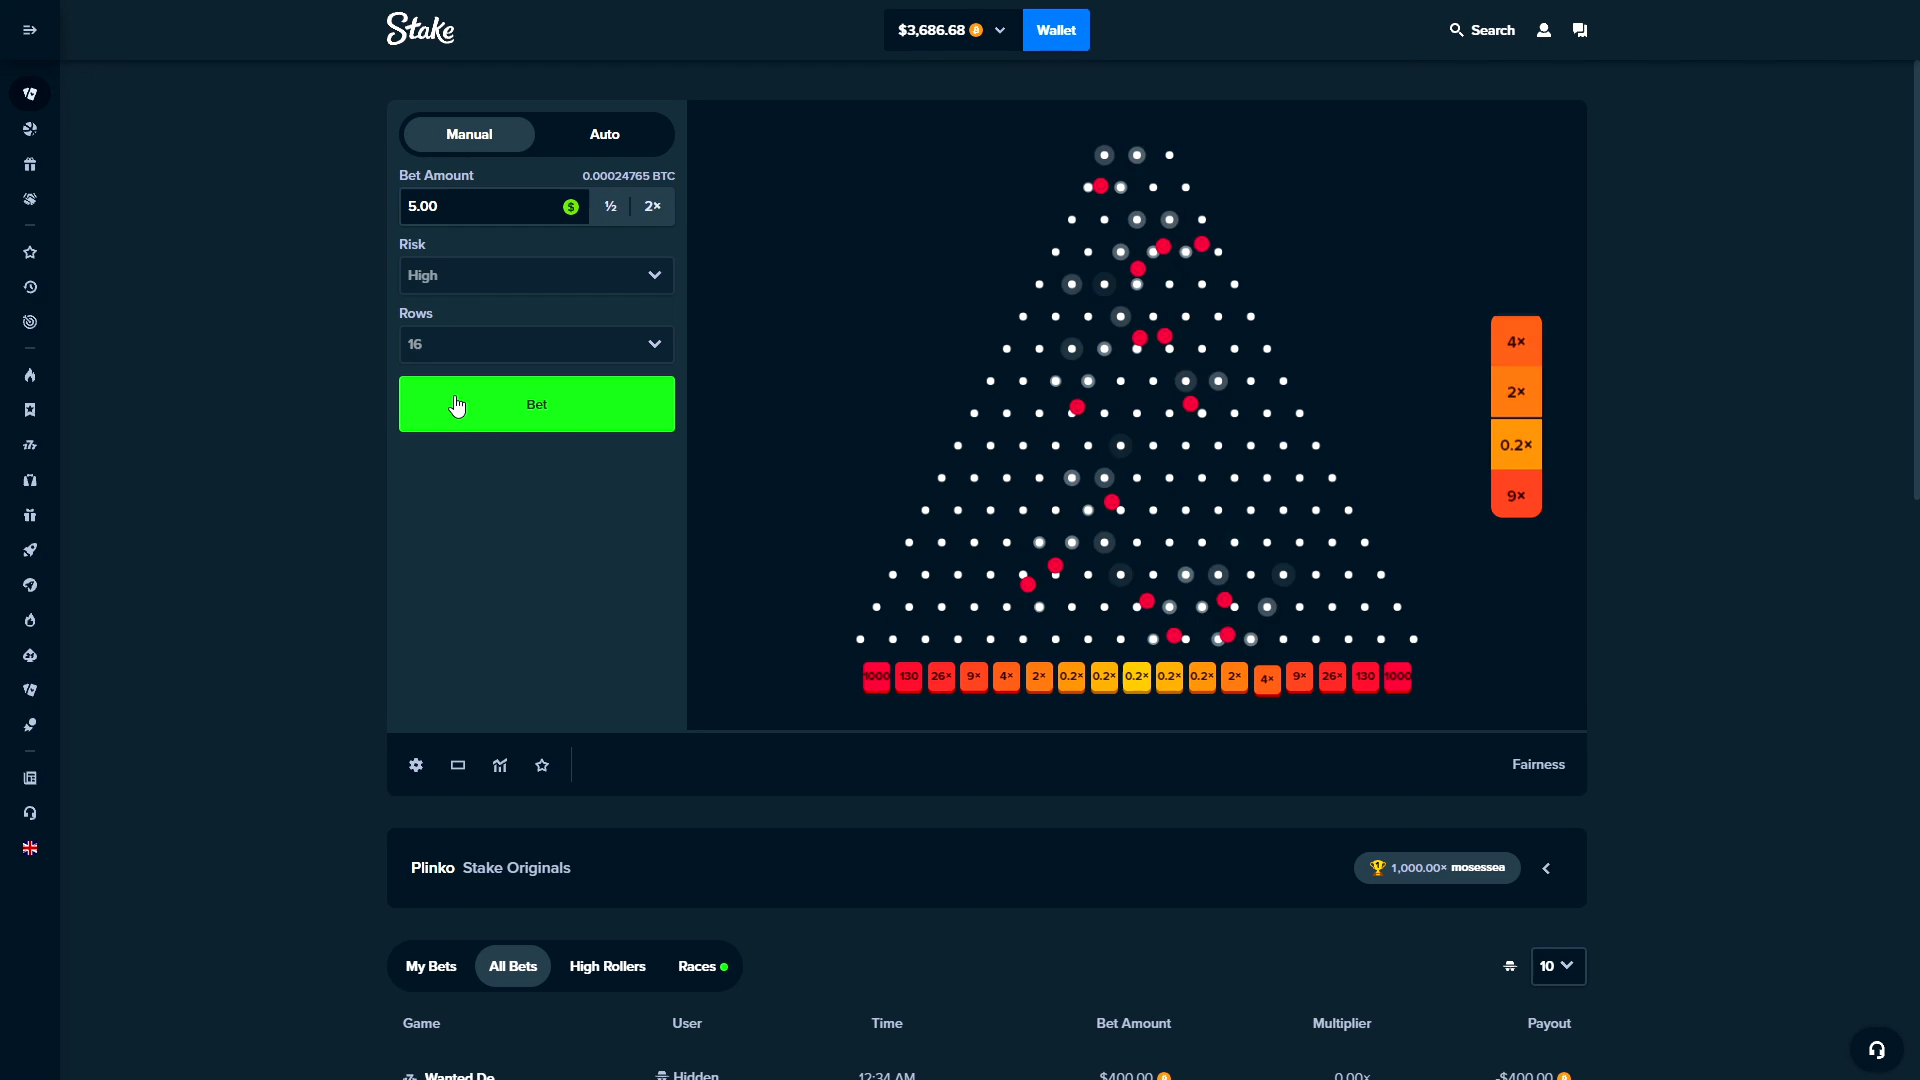 Stake
$3,686.68
Wallet
Search
Manual
Auto
Bet Amount
0.00024765 BTC
5.00
½
2×
Risk
High
Rows
16
Bet
4×
2×
0.2×
9×
1000
130
26×
9×
4×
2×
0.2×
0.2×
0.2×
0.2×
0.2×
2×
4×
9×
26×
130
1000
Fairness
Plinko Stake Originals
1,000.00× mosessea
My Bets
All Bets
High Rollers
Races
10
Game
User
Time
Bet Amount
Multiplier
Payout
Wanted De
Hidden
12:34 AM
$400.00
0.00×
-$400.00